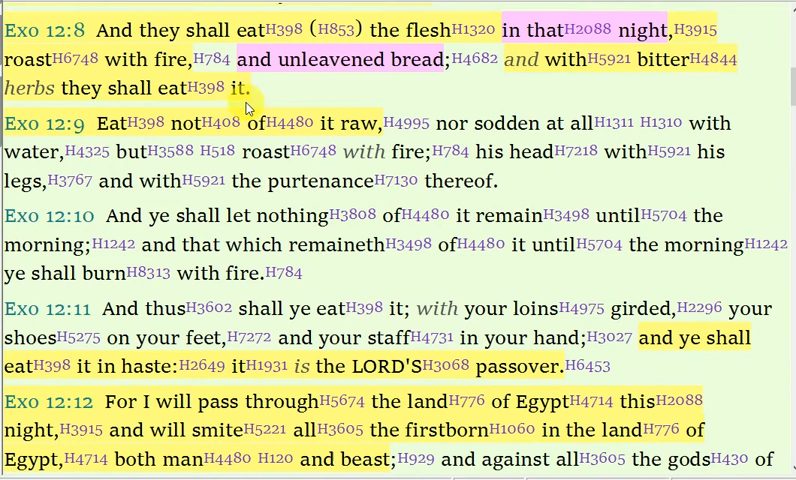 Exo 12:8 And they shall eatH398 (H853) the fleshH1320 in thatH2088 night,H3915
roastH6748 with fire,H784 and unleavened bread;H4682 and withH5921 bitterH4844
herbs they shall eatH398 it.
Exo 12:9 EatH398 notH408 ofH4480 it raw,H4995 nor sodden at allH1311 H1310 with
water,H4325 butH3588 H518 roastH6748 with fire;H784 his headH7218 withH5921 his
legs,H3767 and withH5921 the purtenanceH7130 thereof.
Exo 12:10 And ye shall let nothingH3808 ofH4480 it remainH3498 untilH5704 the
morning;H1242 and that which remainethH3498 ofH4480 it untilH5704 the morningH1242
ye shall burnH8313 with fire.H784
Exo 12:11 And thusH3602 shall ye eatH398 it; with your loinsH4975 girded,H2296 your
shoesH5275 on your feet,H7272 and your staffH4731 in your hand;H3027 and ye shall
eatH398 it in haste:H2649 itH1931 is the LORD'SH3068 passover.H6453
Exo 12:12 For I will pass throughH5674 the landH776 of EgyptH4714 thisH2088
night,H3915 and will smiteH5221 allH3605 the firstbornH1060 in the landH776 of
Egypt,H4714 both manH4480 H120 and beast;H929 and against allH3605 the godsH430 of